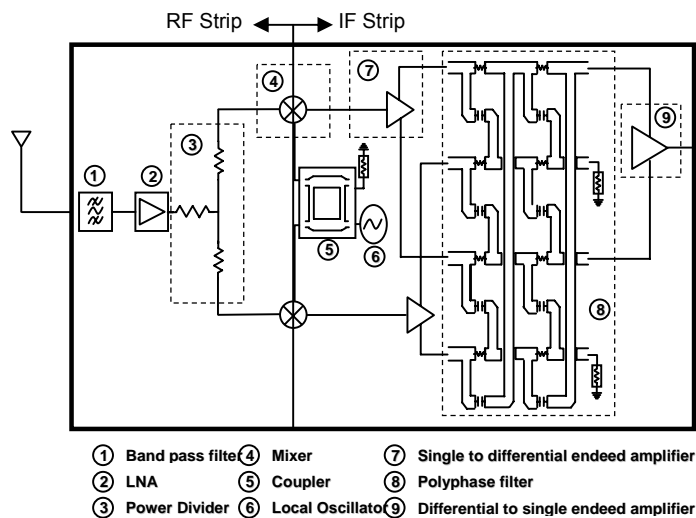 RF Strip IF Strip
7
4
9
3
1 2
5
6
8
1 Band pass filter 4 Mixer 7 Single to differential endeed amplifier
2 LNA 5 Coupler 8 Polyphase filter
3 Power Divider 6 Local Oscillator 9 Differential to single endeed amplifier